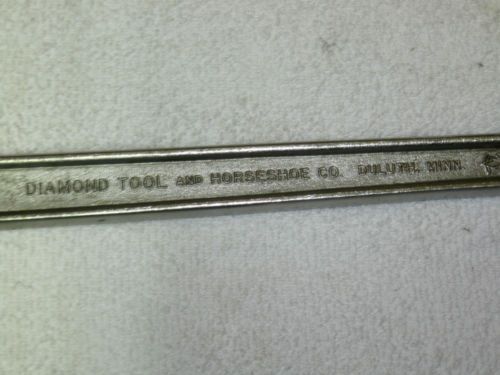 DIAMOND TOOL AND HORSESHOE CO. DULUTH, MINN